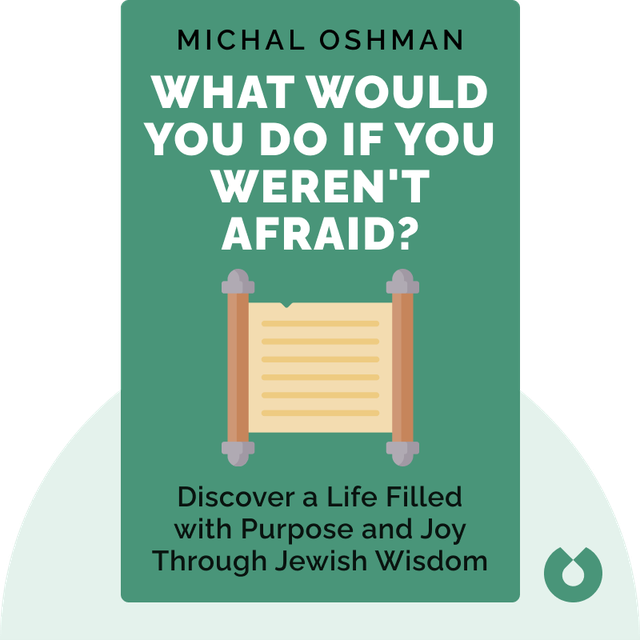 MICHAL OSHMAN
WHAT WOULD
YOU DO IF YOU
WEREN'T
AFRAID?
Discover a Life Filled
with Purpose and Joy
Through Jewish Wisdom